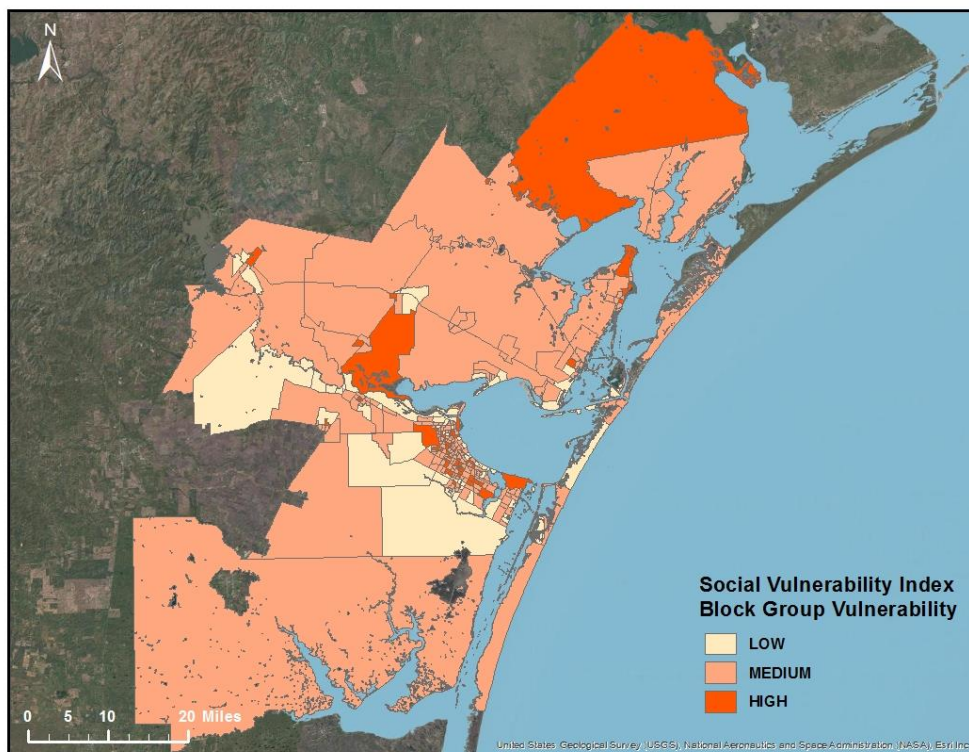 N
Social Vulnerability Index
Block Group Vulnerability
LOW
MEDIUM
HIGH
0 5 10 20 Miles
United States Geological Survey (USGS), National Aeronautics and Space Administration (NASA), Esri Inc